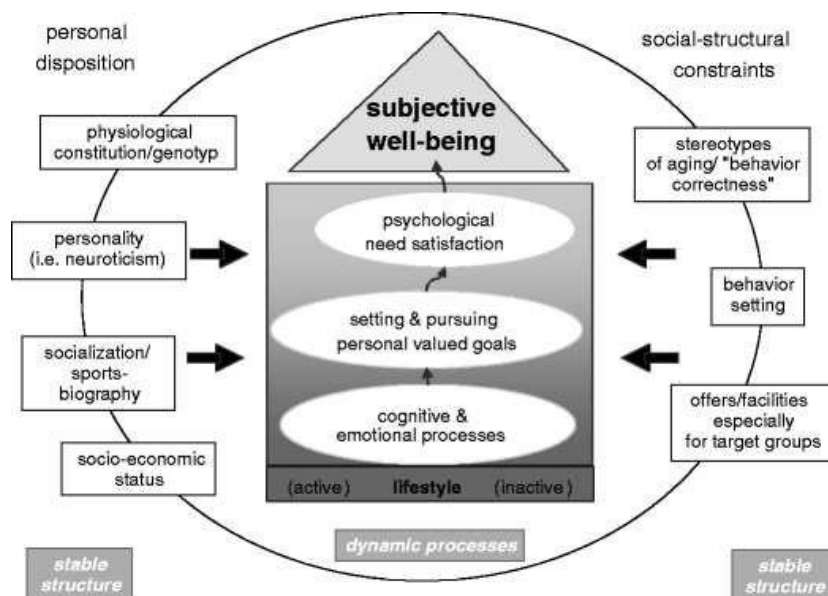 personal
disposition
social-structural
constraints
subjective
well-being
physiological
constitution/genotyp
stereotypes
of aging/ "behavior
correctness"
psychological
need satisfaction
personality
(i.e. neuroticism)
behavior
setting
setting & pursuing
personal valued goals
socialization/
sports-
biography
offers/facilities
especially
for target groups
cognitive &
emotional processes
socio-economic
status
(active) lifestyle (inactive)
dynamic processes
stable
structure
stable
structure